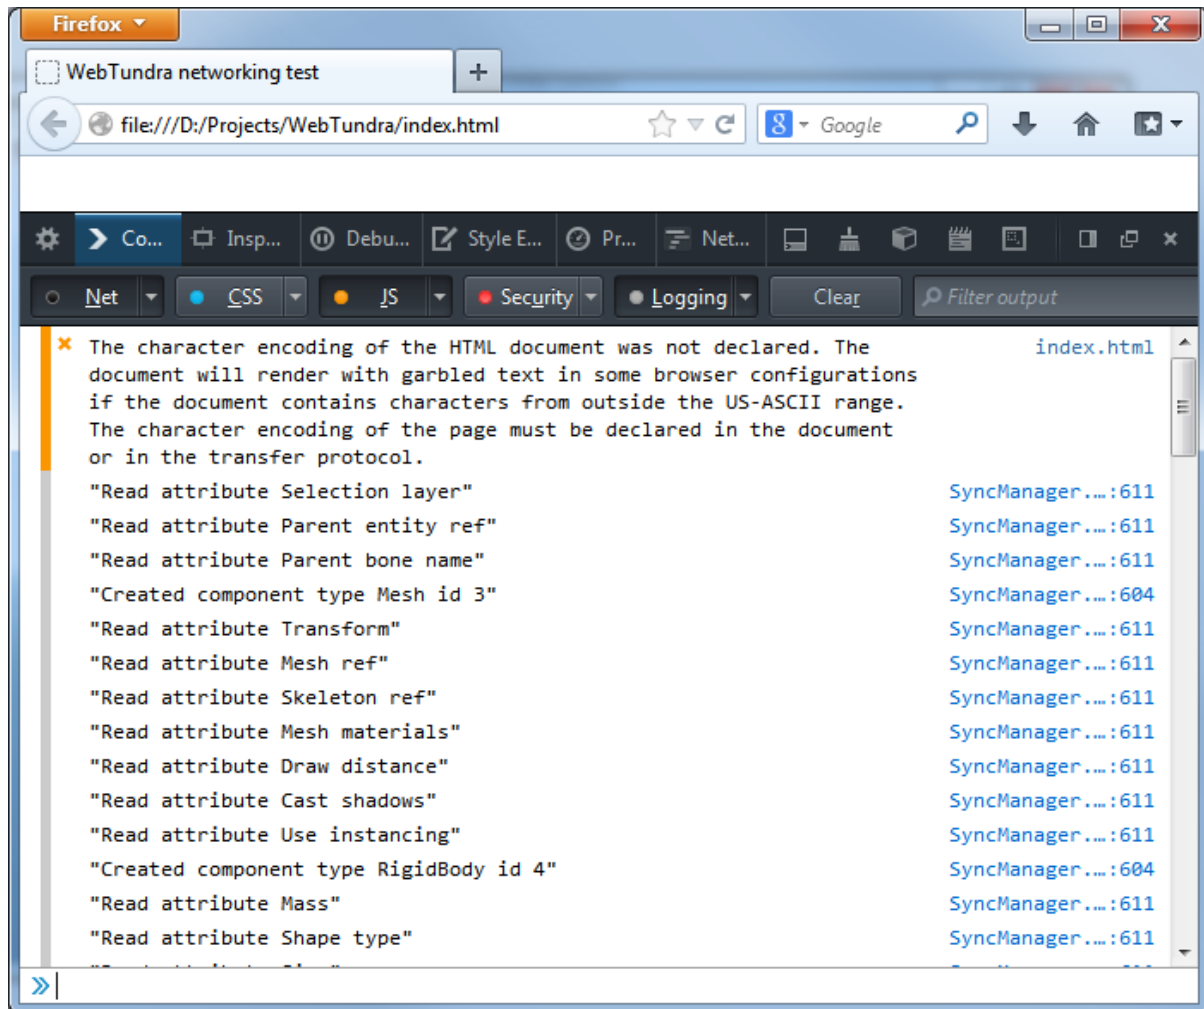 Firefox
WebTundra networking test
file:///D:/Projects/WebTundra/index.html
8 Google
Co... Insp... Debu... Style E... Pr... Net...
Net CSS JS Security Logging Clear Filter output
The character encoding of the HTML document was not declared. The index.html
document will render with garbled text in some browser configurations
if the document contains characters from outside the US-ASCII range.
The character encoding of the page must be declared in the document
or in the transfer protocol.
"Read attribute Selection layer" SyncManager.…:611
"Read attribute Parent entity ref" SyncManager.…:611
"Read attribute Parent bone name" SyncManager.…:611
"Created component type Mesh id 3" SyncManager.…:604
"Read attribute Transform" SyncManager.…:611
"Read attribute Mesh ref" SyncManager.…:611
"Read attribute Skeleton ref" SyncManager.…:611
"Read attribute Mesh materials" SyncManager.…:611
"Read attribute Draw distance" SyncManager.…:611
"Read attribute Cast shadows" SyncManager.…:611
"Read attribute Use instancing" SyncManager.…:611
"Created component type RigidBody id 4" SyncManager.…:604
"Read attribute Mass" SyncManager.…:611
"Read attribute Shape type" SyncManager.…:611